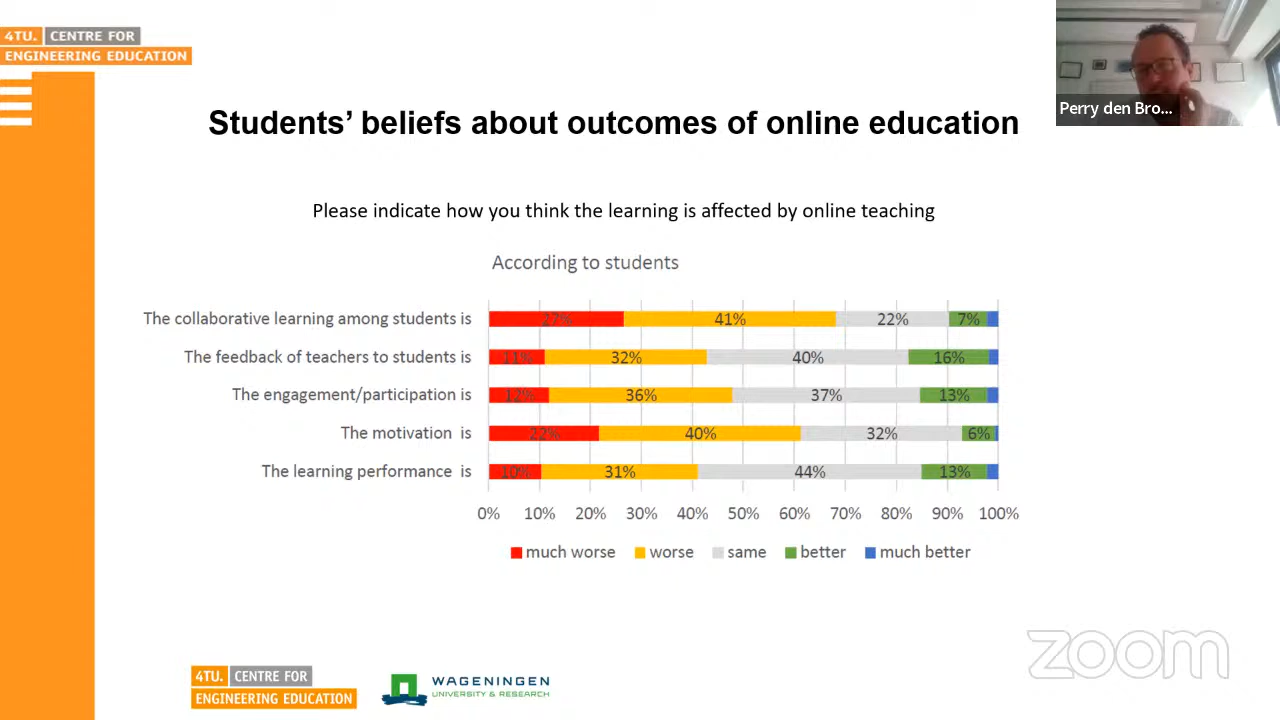 4TU. CENTRE FOR
ENGINEERING EDUCATION
Perry den Bro...
Students’ beliefs about outcomes of online education
Please indicate how you think the learning is affected by online teaching
According to students
The collaborative learning among students is 27% 41% 22% 7%
The feedback of teachers to students is 11% 32% 40% 16%
The engagement/participation is 12% 36% 37% 13%
The motivation is 22% 40% 32% 6%
The learning performance is 10% 31% 44% 13%
0% 10% 20% 30% 40% 50% 60% 70% 80% 90% 100%
much worse worse same better much better
zoom
4TU. CENTRE FOR
ENGINEERING EDUCATION
WAGENINGEN
UNIVERSITY & RESEARCH